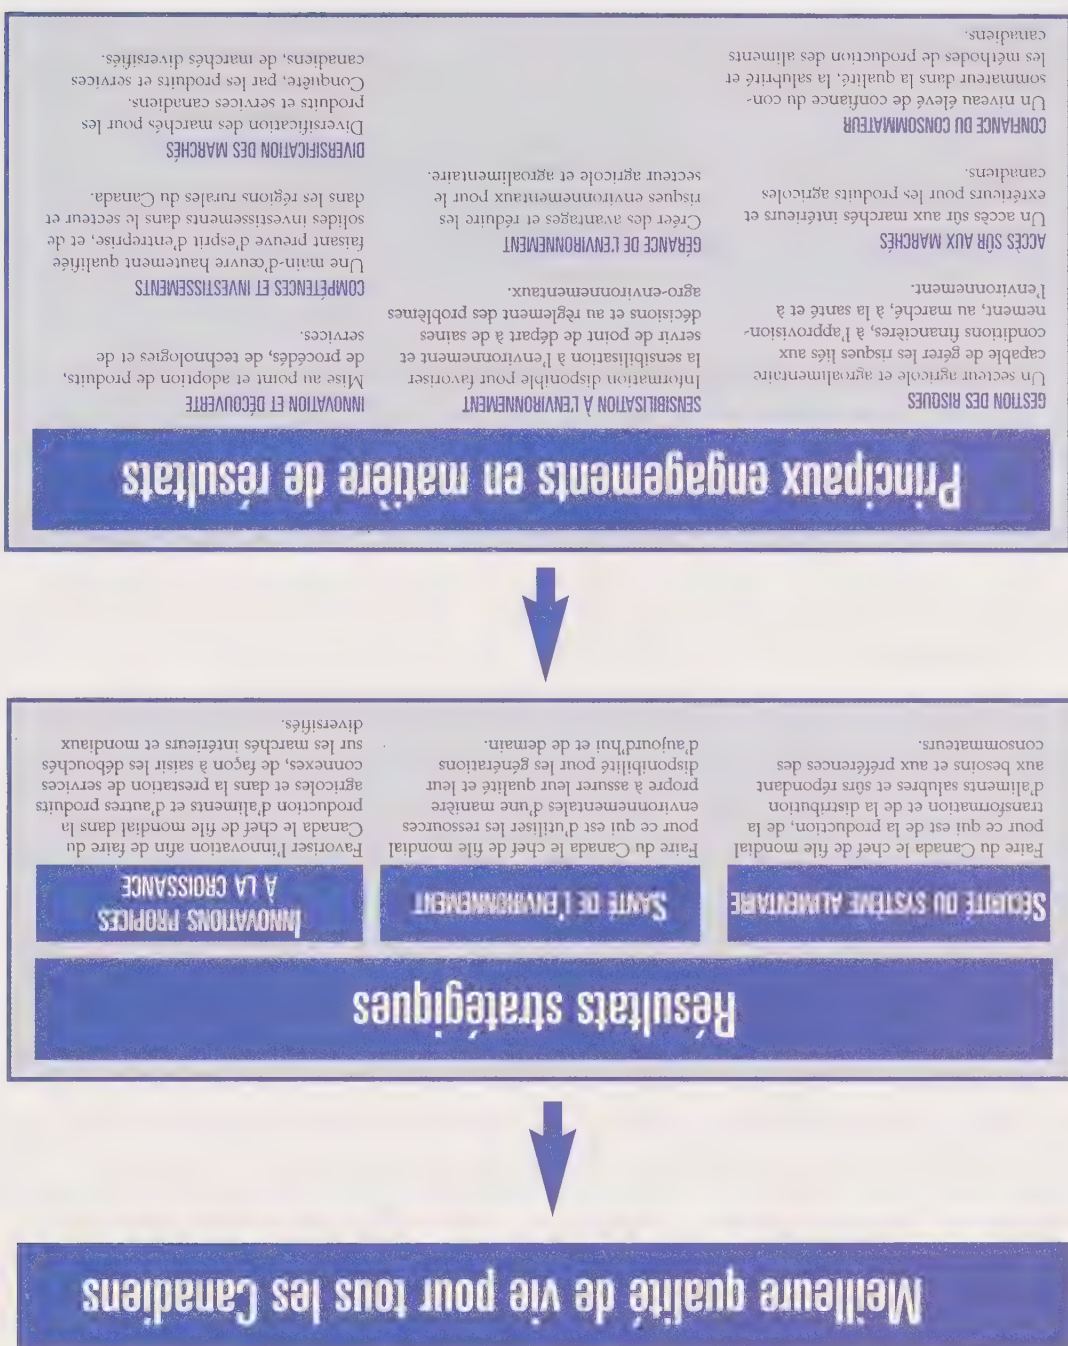 Meilleure qualité de vie pour tous les Canadiens
Résultats stratégiques
SÉCURITÉ DU SYSTÈME ALIMENTAIRE
Faire du Canada le chef de file mondial
pour ce qui est de la production, de la
transformation et de la distribution
d'aliments salubres et sûrs répondant
aux besoins et aux préférences des
consommateurs.
SANTÉ DE L'ENVIRONNEMENT
Faire du Canada le chef de file mondial
pour ce qui est d'utiliser les ressources
environnementales d'une manière
propre à assurer leur qualité et leur
disponibilité pour les générations
d'aujourd'hui et de demain.
INNOVATIONS PROPICES
À LA CROISSANCE
Favoriser l'innovation afin de faire du
Canada le chef de file mondial dans la
production d'aliments et d'autres produits
agricoles et dans la prestation de services
connexes, de façon à saisir les débouchés
sur les marchés intérieurs et mondiaux
diversifiés.
Principaux engagements en matière de résultats
GESTION DES RISQUES
Un secteur agricole et agroalimentaire
capable de gérer les risques liés aux
conditions financières, à l'approvision-
nement, au marché, à la santé et à
l'environnement.
ACCÈS SÛR AUX MARCHÉS
Un accès sûr aux marchés intérieurs et
extérieurs pour les produits agricoles
canadiens.
CONFIANCE DU CONSOMMATEUR
Un niveau élevé de confiance du con-
sommateur dans la qualité, la salubrité et
les méthodes de production des aliments
canadiens.
SENSIBILISATION À L'ENVIRONNEMENT
Information disponible pour favoriser
la sensibilisation à l'environnement et
servir de point de départ à de saines
décisions et au règlement des problèmes
agro-environnementaux.
GÉRANCE DE L'ENVIRONNEMENT
Créer des avantages et réduire les
risques environnementaux pour le
secteur agricole et agroalimentaire.
INNOVATION ET DÉCOUVERTE
Mise au point et adoption de produits,
de procédés, de technologies et de
services.
COMPÉTENCES ET INVESTISSEMENTS
Une main-d'œuvre hautement qualifiée
faisant preuve d'esprit d'entreprise, et de
solides investissements dans le secteur et
dans les régions rurales du Canada.
DIVERSIFICATION DES MARCHÉS
Diversification des marchés pour les
produits et services canadiens.
Conquête, par les produits et services
canadiens, de marchés diversifiés.